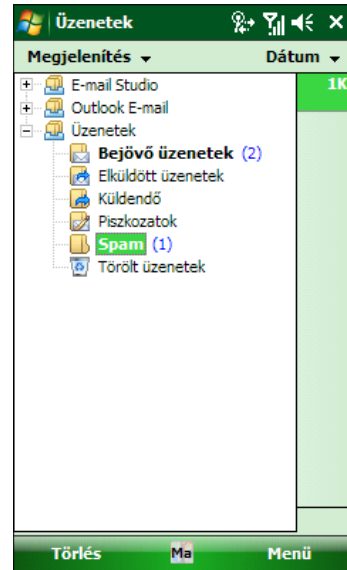 Üzenetek
Megjelenítés Dátum
E-mail Studio 1K
Outlook E-mail
Üzenetek
Bejövő üzenetek (2)
Elküldött üzenetek
Küldendő
Piszkozatok
Spam (1)
Törölt üzenetek
Törlés Ma Menü